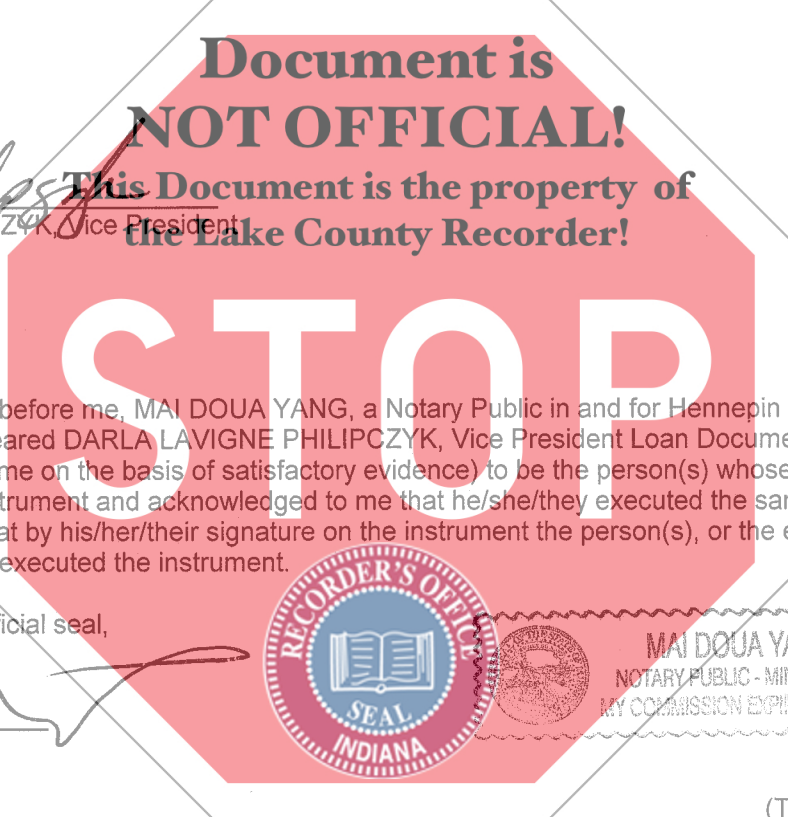 Document is
NOT OFFICIAL!
This Document is the property of
the Lake County Recorder!
ZYK, Vice President
STOP
before me, MAI DOUA YANG, a Notary Public in and for Hennepin
eared DARLA LAVIGNE PHILIPCZYK, Vice President Loan Docume
me on the basis of satisfactory evidence) to be the person(s) whose
trument and acknowledged to me that he/she/they executed the sam
at by his/her/their signature on the instrument the person(s), or the e
executed the instrument.
icial seal,
RECORDER'S OFFICE
SEAL
INDIANA
MAI DOUA YA
NOTARY PUBLIC - MIN
MY COMMISSION EXPI
(T